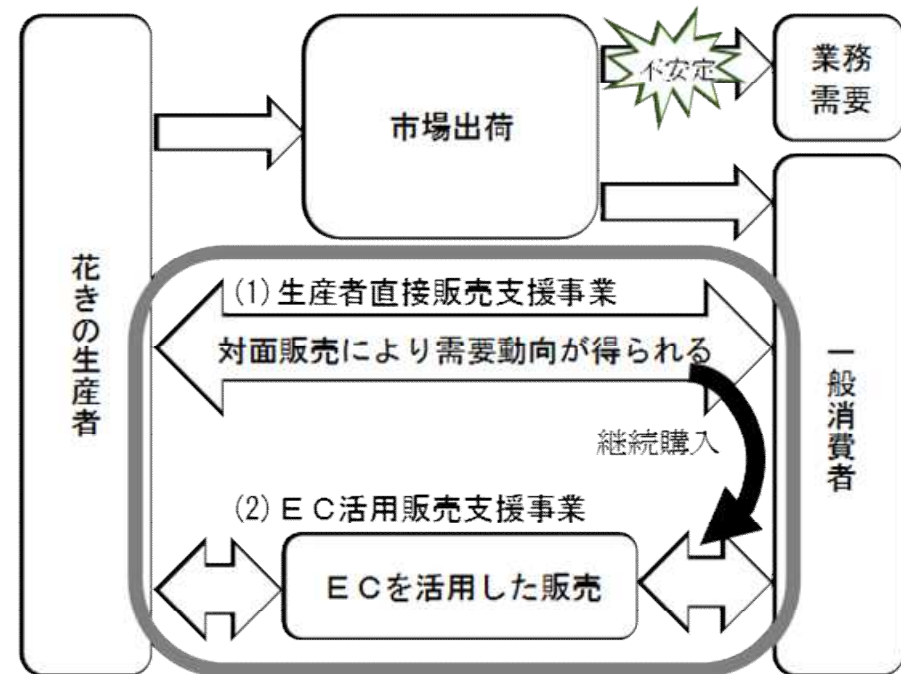 不安定
業務
需要
市場出荷
花きの生産者
(1)生産者直接販売支援事業
対面販売により需要動向が得られる
一般消費者
継続購入
(2)EC活用販売支援事業
ECを活用した販売